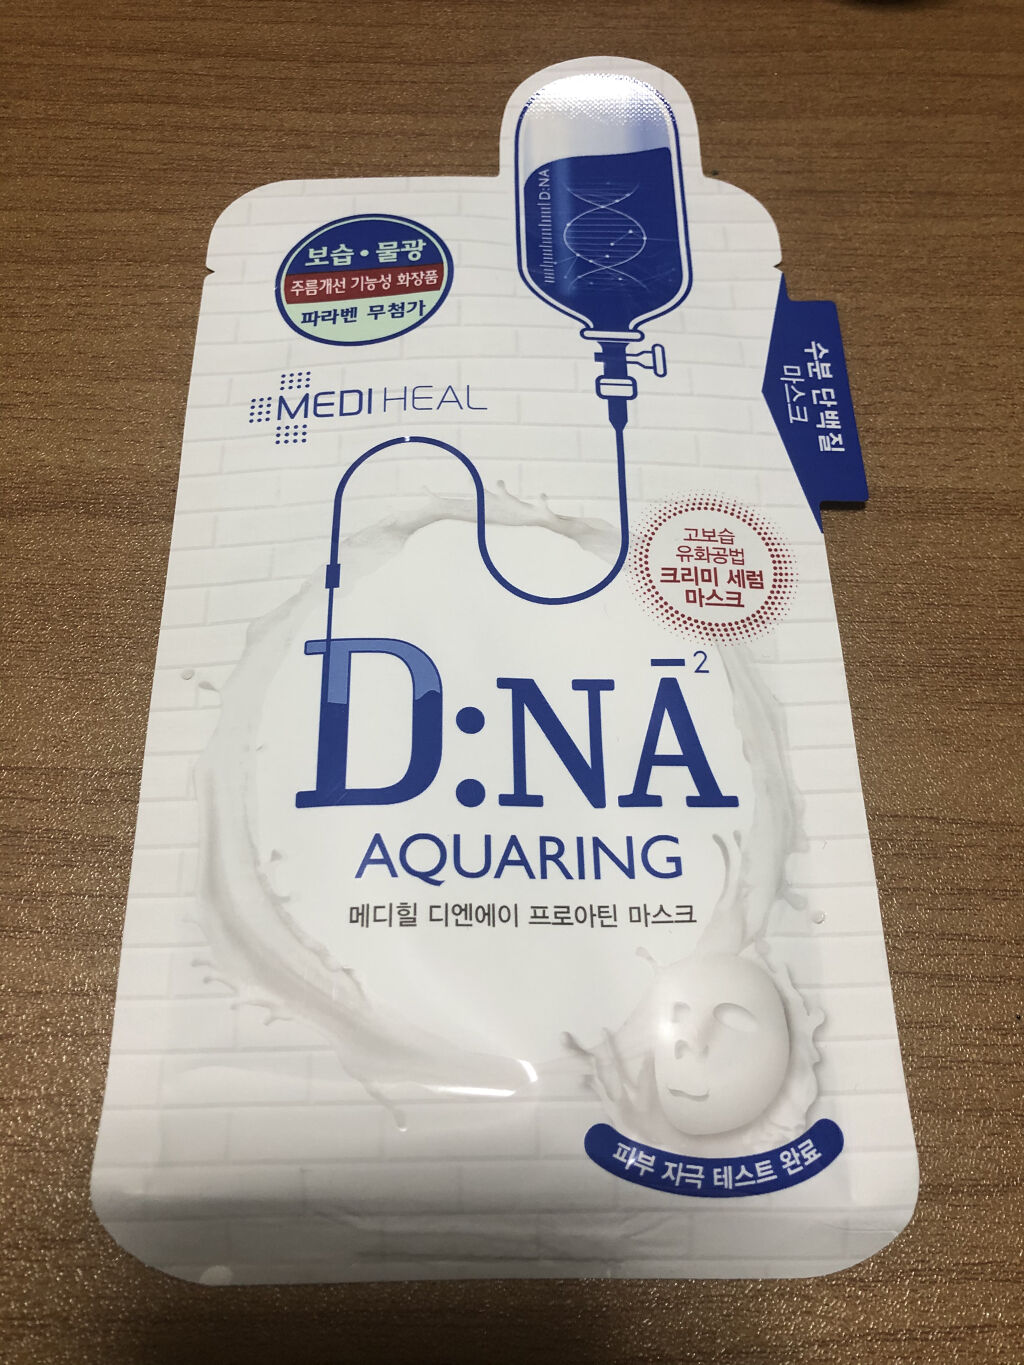 D:NA
보습•물광
주름개선 기능성 화장품
파라벤 무첨가
MEDIHEAL
수분 단백질
마스크
고보습
유화공법
크리미 세럼
마스크
D:NĀ²
AQUARING
메디힐 디엔에이 프로아틴 마스크
피부 자극 테스트 완료